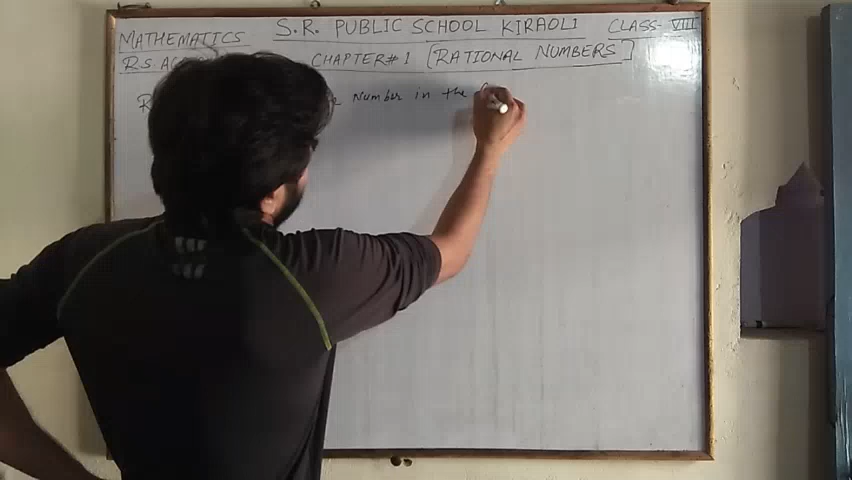 S.R. PUBLIC SCHOOL KIRAOLI
MATHEMATICS CLASS-VIII
R.S. CHAPTER#1 [RATIONAL NUMBERS]
Number in the